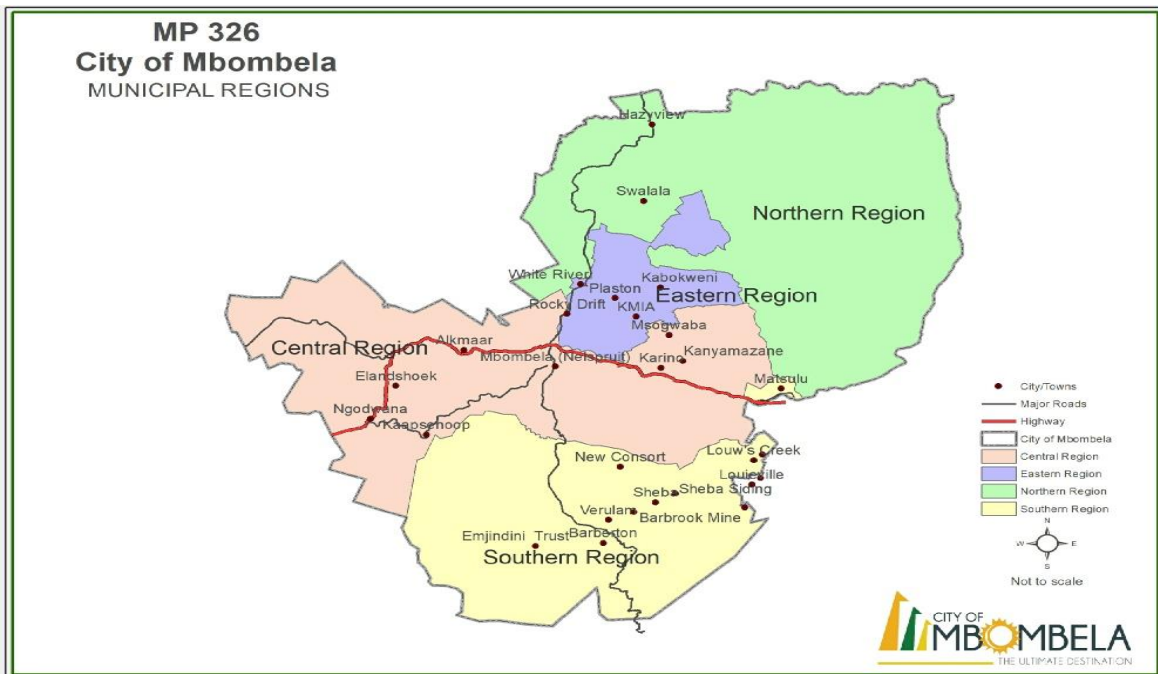 MP 326
City of Mbombela
MUNICIPAL REGIONS
Hazyview
Swalala
Northern Region
White River
Kabokweni
Plaston
Eastern Region
Rocky Drift
KMIA
Msogwaba
Alkmaar
Central Region
Mbombela (Nelspruit)
Karino
Kanyamazane
Elandshoek
Matsulu
Ngodwana
Kaapsehoop
New Consort
Louw's Creek
Louieville
Sheba
Sheba Siding
Verulam
Barbrook Mine
Emjindini Trust
Barberton
Southern Region
City/Towns
Major Roads
Highway
City of Mbombela
Central Region
Eastern Region
Northern Region
Southern Region
N
W
E
S
Not to scale
CITY OF
MBOMBELA
THE ULTIMATE DESTINATION